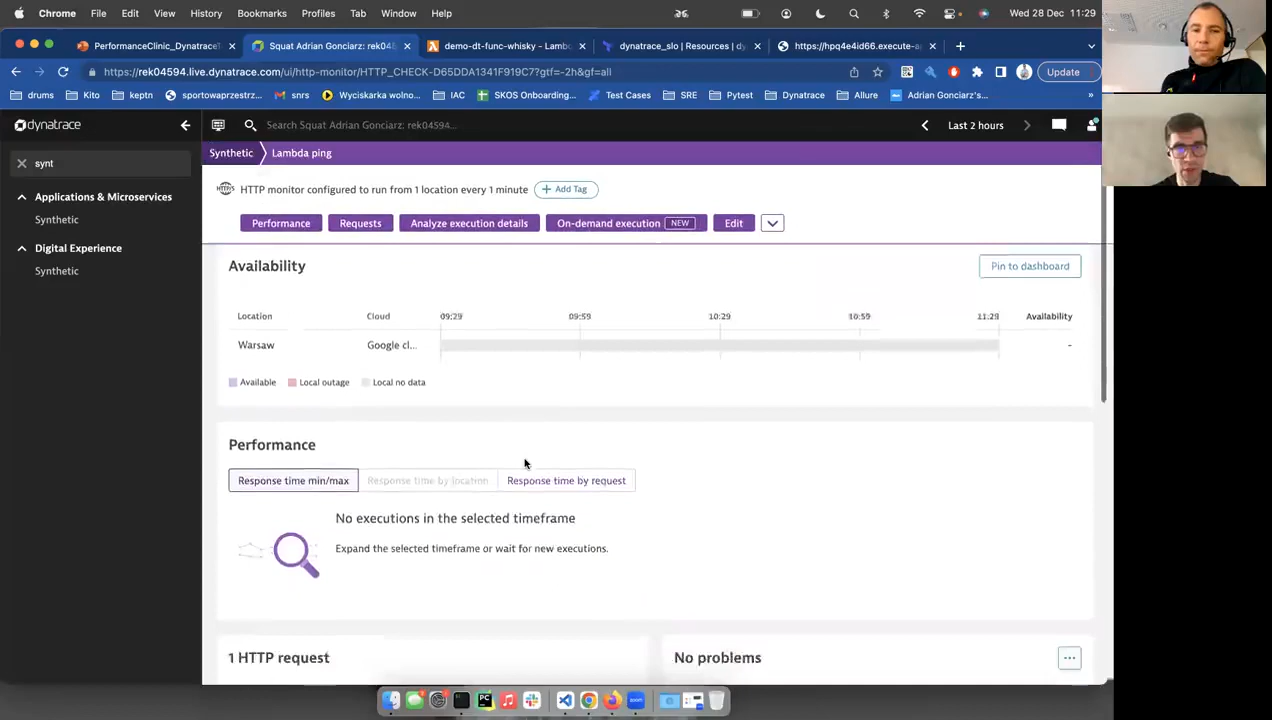 Chrome File Edit View History Bookmarks Profiles Tab Window Help Wed 28 Dec 11:29
PerformanceClinic_DynatraceT × Squat Adrian Gonciarz: rek045 × demo-dt-func-whisky - Lamb × dynatrace_slo | Resources | dy × https://hpq4e4id66.execute-a × +
https://rek04594.live.dynatrace.com/ui/http-monitor/HTTP_CHECK-D65DDA1341F919C7?gtf=-2h&gf=all Update
drums Kito keptn sportowaprzestrz... snrs Wyciskarka wolno... IAC SKOS Onboarding... Test Cases SRE Pytest Dynatrace Allure Adrian Gonciarz's... »
dynatrace Search Squat Adrian Gonciarz: rek04594... Last 2 hours
synt
Applications & Microservices
Synthetic
Digital Experience
Synthetic
Synthetic Lambda ping
HTTP monitor configured to run from 1 location every 1 minute + Add Tag
Performance Requests Analyze execution details On-demand execution NEW Edit
Availability Pin to dashboard
Location Cloud 09:29 09:59 10:29 10:59 11:29 Availability
Warsaw Google cl... -
Available Local outage Local no data
Performance
Response time min/max Response time by location Response time by request
No executions in the selected timeframe
Expand the selected timeframe or wait for new executions.
1 HTTP request No problems ...